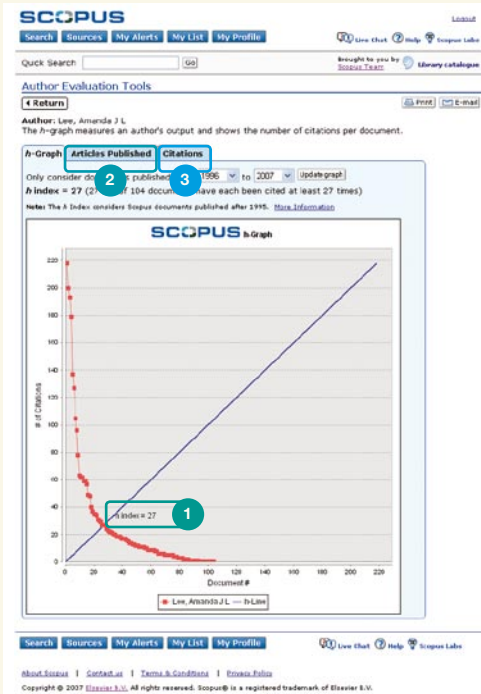 SCOPUS
Logout
Search Sources My Alerts My List My Profile Live Chat Help Scopus Labs
Quick Search Go Brought to you by Scopus Team Library catalogue
Author Evaluation Tools
Return Print E-mail
Author: Lee, Amanda J L
The h-graph measures an author's output and shows the number of citations per document.
h-Graph Articles Published Citations
2 3
Only consider published 1996 to 2007 Update graph
h index = 27 (27 of 104 have each been cited at least 27 times)
Note: The h Index considers Scopus documents published after 1995. More Information
SCOPUS h-Graph
220
200
180
160
140
120
100
80
60
40
20
0
# of Citations
h index = 27 1
0 20 40 60 80 100 120 140 160 180 200 220
Document #
Lee, Amanda J L h-Line
Search Sources My Alerts My List My Profile Live Chat Help Scopus Labs
About Scopus | Contact us | Terms & Conditions | Privacy Policy
Copyright © 2007 Elsevier B.V. All rights reserved. Scopus® is a registered trademark of Elsevier B.V.